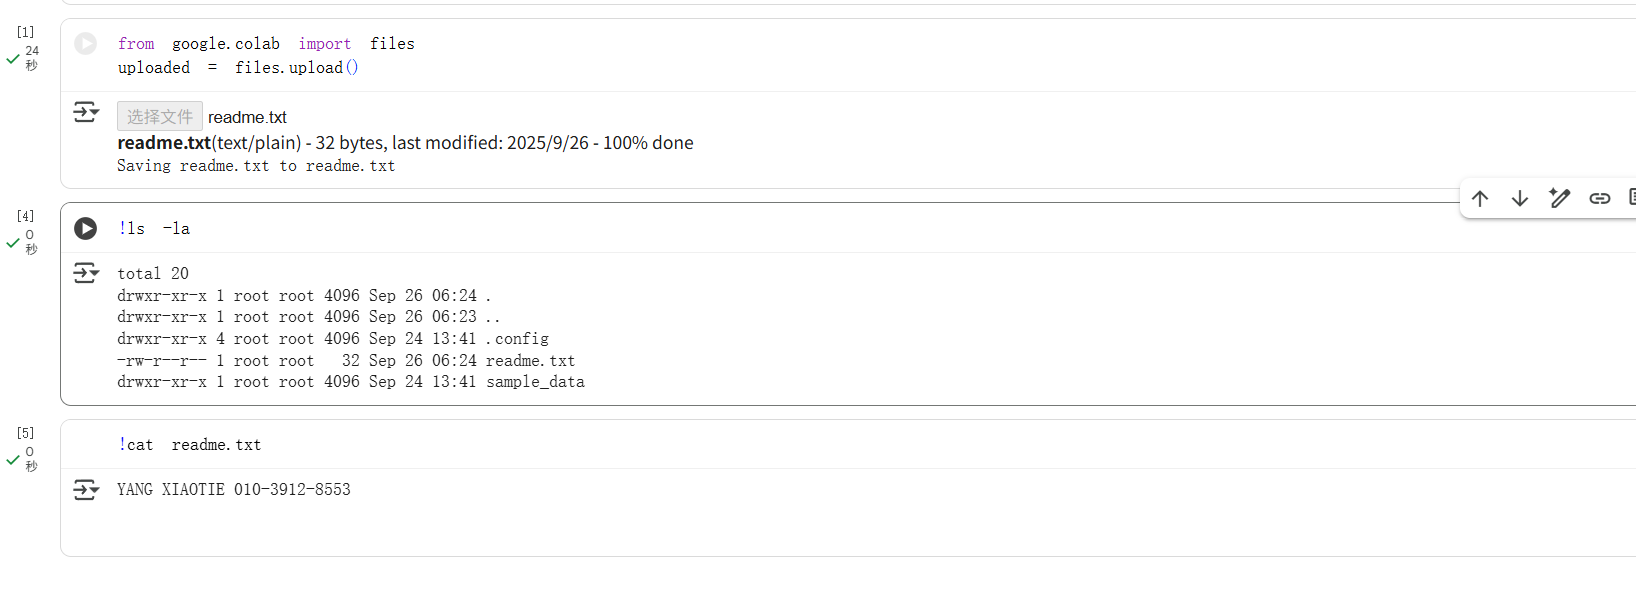 [1]
24
秒
from google.colab import files
uploaded = files.upload()
选择文件 readme.txt
readme.txt(text/plain) - 32 bytes, last modified: 2025/9/26 - 100% done
Saving readme.txt to readme.txt
[4]
0
秒
!ls -la
total 20
drwxr-xr-x 1 root root 4096 Sep 26 06:24 .
drwxr-xr-x 1 root root 4096 Sep 26 06:23 ..
drwxr-xr-x 4 root root 4096 Sep 24 13:41 .config
-rw-r--r-- 1 root root   32 Sep 26 06:24 readme.txt
drwxr-xr-x 1 root root 4096 Sep 24 13:41 sample_data
[5]
0
秒
!cat readme.txt
YANG XIAOTIE 010-3912-8553